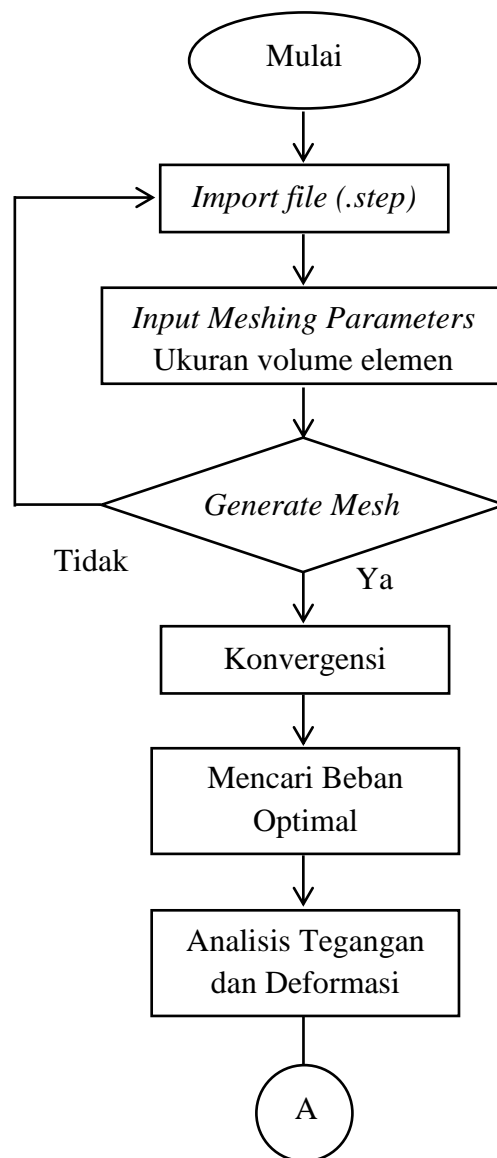 Mulai
Import file (.step)
Input Meshing Parameters
Ukuran volume elemen
Generate Mesh
Tidak
Ya
Konvergensi
Mencari Beban
Optimal
Analisis Tegangan
dan Deformasi
A